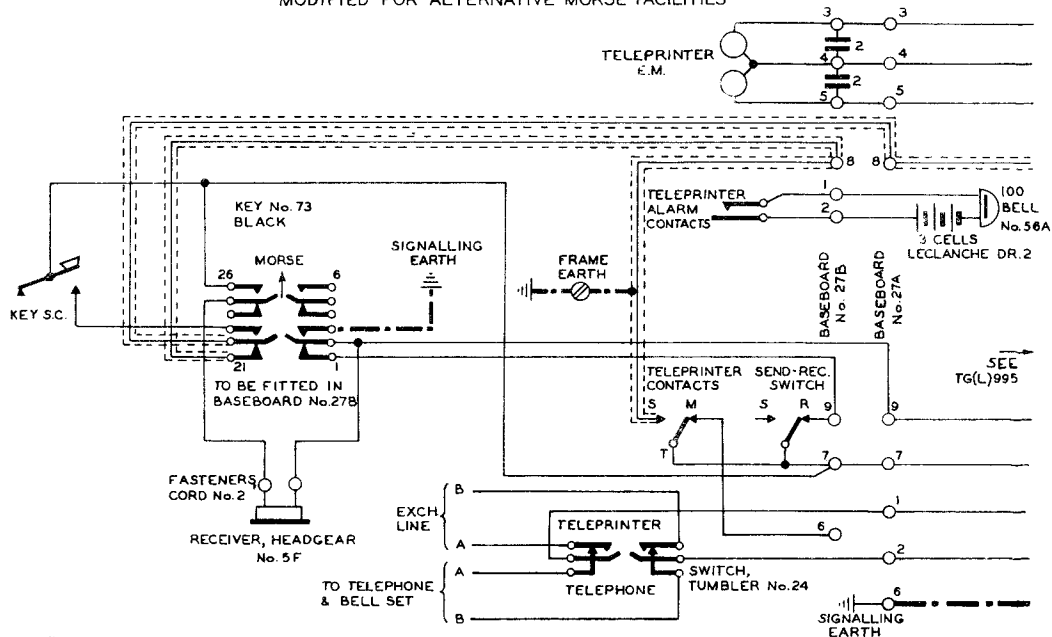 MODIFIED FOR ALTERNATIVE MORSE FACILITIES
3
3
TELEPRINTER
E.M.
2
4
4
2
5
5
8
8
KEY No. 73
BLACK
TELEPRINTER
ALARM
CONTACTS
1
2
100
BELL
No. 56A
3 CELLS
LECLANCHE DR.2
SIGNALLING
EARTH
FRAME
EARTH
MORSE
26
6
KEY S.C.
21
1
BASEBOARD
No. 27B
BASEBOARD
No. 27A
TO BE FITTED IN
BASEBOARD No. 27B
SEE
TG(L)995
TELEPRINTER
CONTACTS
SEND-REC.
SWITCH
S
M
S
R
9
9
T
7
7
FASTENERS
CORD No. 2
RECEIVER, HEADGEAR
No. 5F
EXCH.
LINE
B
A
TELEPRINTER
1
6
2
TO TELEPHONE
& BELL SET
A
B
TELEPHONE
SWITCH,
TUMBLER No. 24
6
SIGNALLING
EARTH